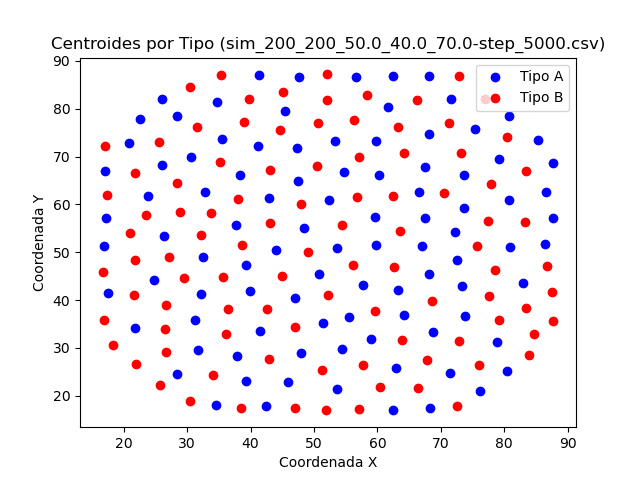 Centroides por Tipo (sim_200_200_50.0_40.0_70.0-step_5000.csv)
90
80
70
60
50
40
30
20
Coordenada Y
Tipo A
Tipo B
20 30 40 50 60 70 80 90
Coordenada X